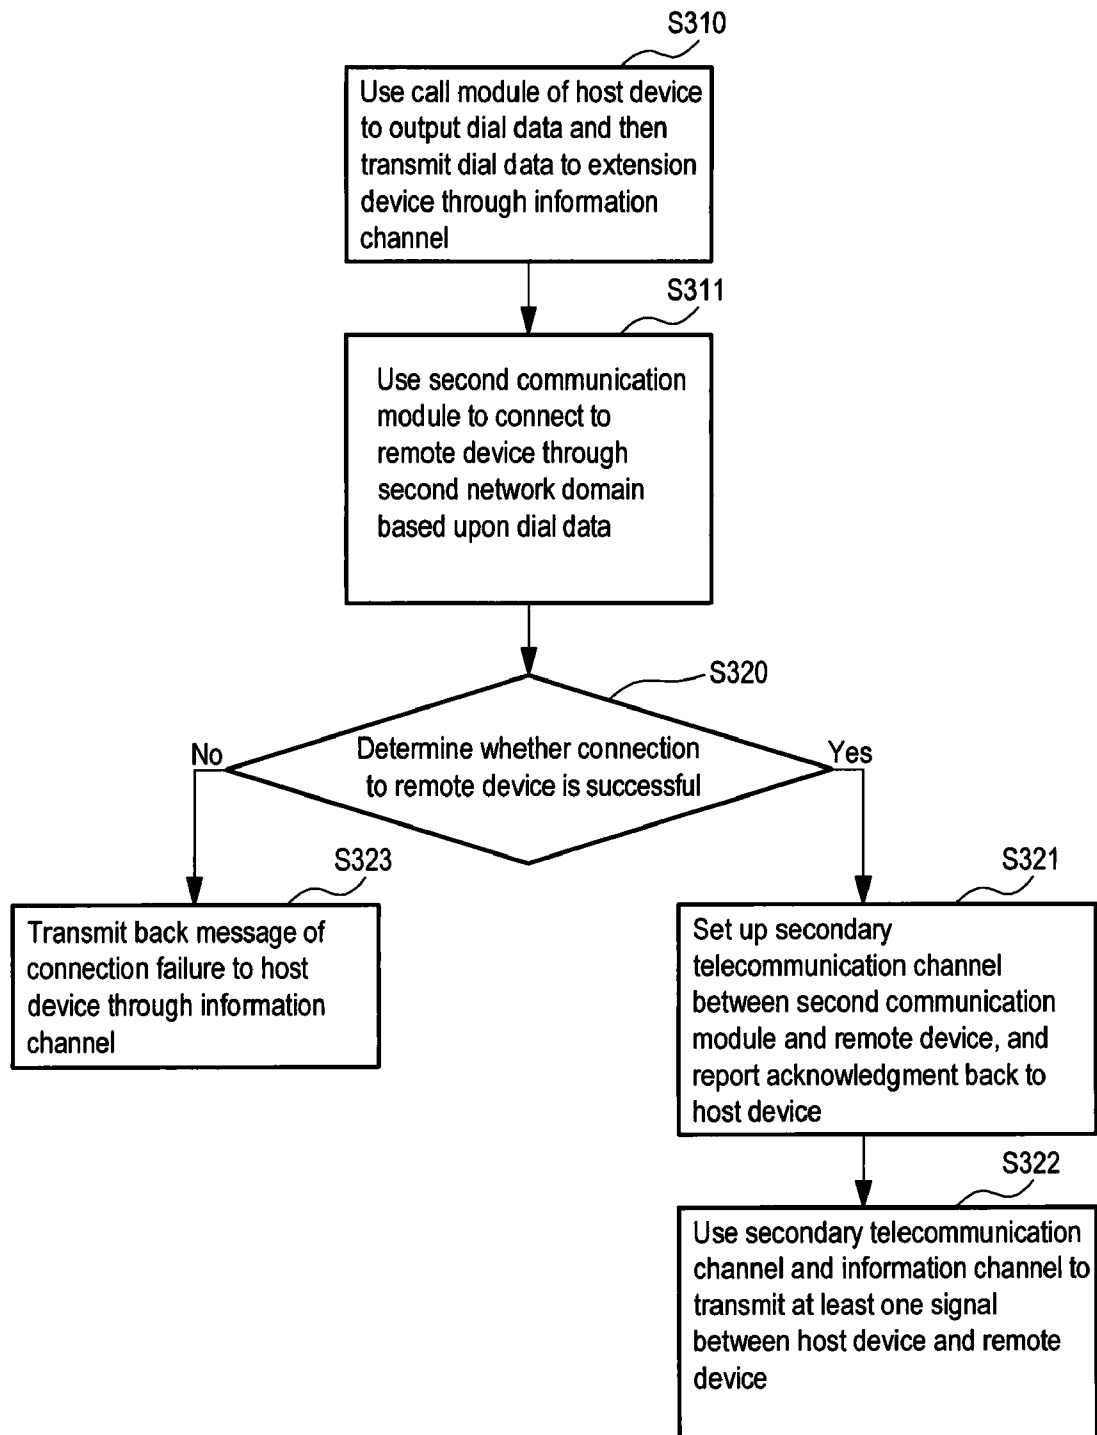 S310
Use call module of host device
to output dial data and then
transmit dial data to extension
device through information
channel
S311
Use second communication
module to connect to
remote device through
second network domain
based upon dial data
S320
Determine whether connection
to remote device is successful
No
Yes
S323
Transmit back message of
connection failure to host
device through information
channel
S321
Set up secondary
telecommunication channel
between second communication
module and remote device, and
report acknowledgment back to
host device
S322
Use secondary telecommunication
channel and information channel to
transmit at least one signal
between host device and remote
device